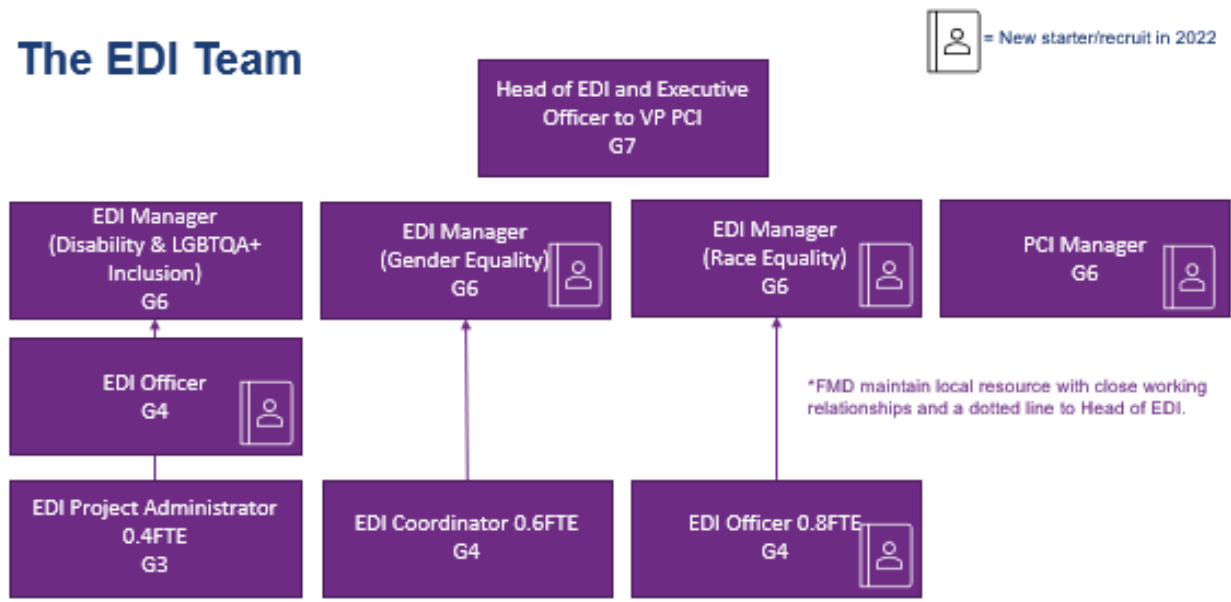 The EDI Team
= New starter/recruit in 2022
Head of EDI and Executive
Officer to VP PCI
G7
EDI Manager
(Disability & LGBTQA+
Inclusion)
G6
EDI Manager
(Gender Equality)
G6
EDI Manager
(Race Equality)
G6
PCI Manager
G6
EDI Officer
G4
*FMD maintain local resource with close working
relationships and a dotted line to Head of EDI.
EDI Project Administrator
0.4FTE
G3
EDI Coordinator 0.6FTE
G4
EDI Officer 0.8FTE
G4